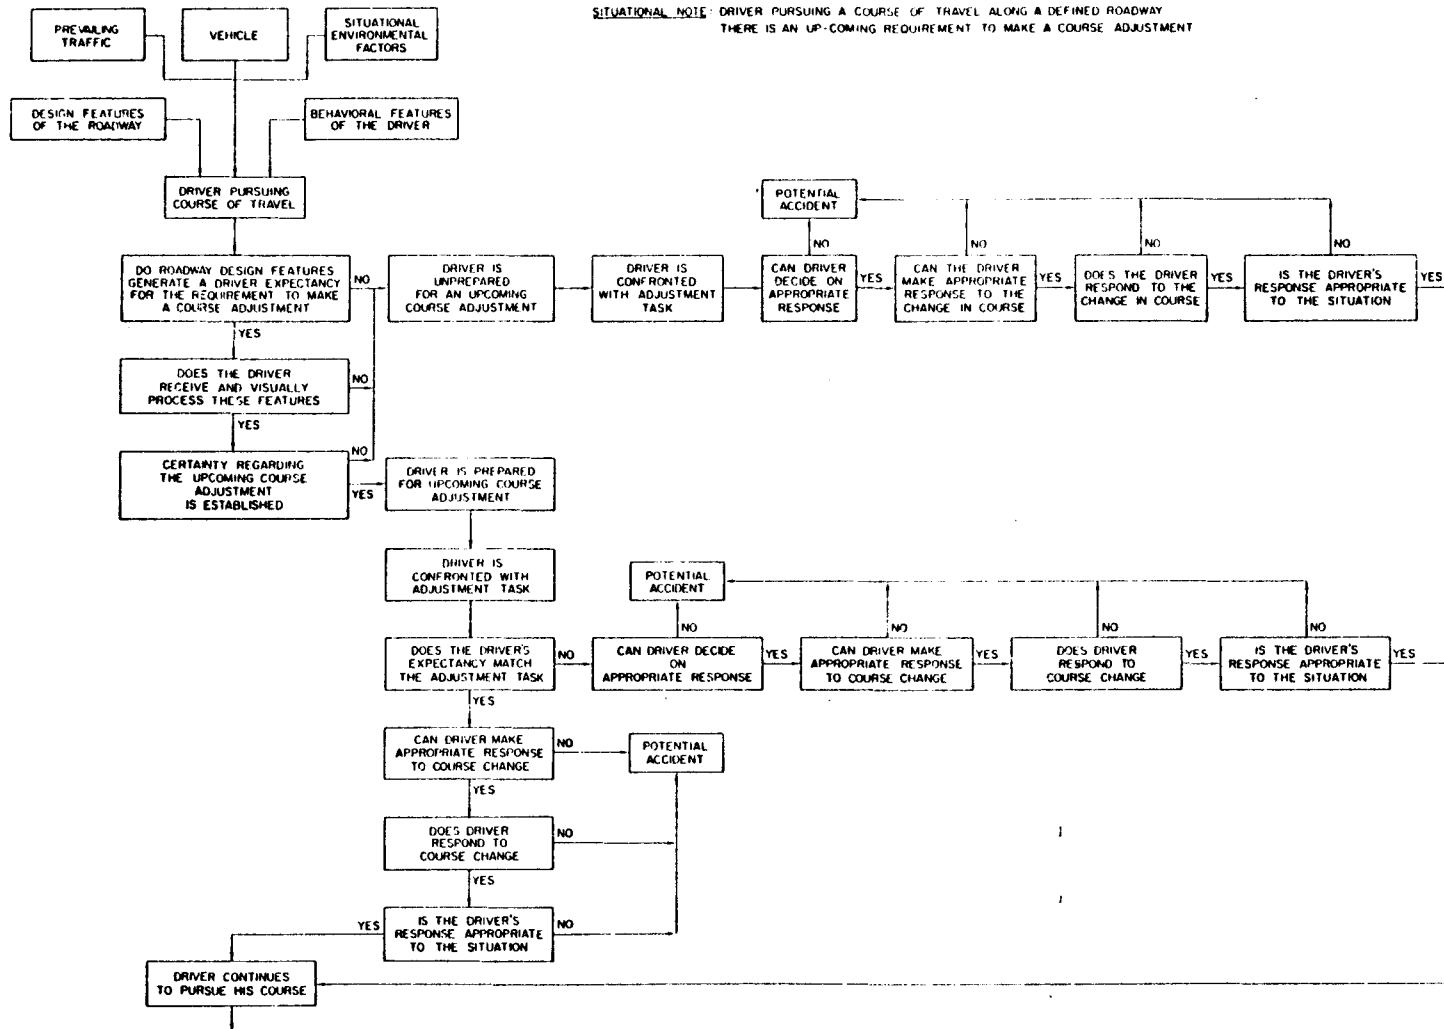 SITUATIONAL NOTE: DRIVER PURSUING A COURSE OF TRAVEL ALONG A DEFINED ROADWAY
THERE IS AN UP-COMING REQUIREMENT TO MAKE A COURSE ADJUSTMENT
PREVAILING
TRAFFIC
VEHICLE
SITUATIONAL
ENVIRONMENTAL
FACTORS
DESIGN FEATURES
OF THE ROADWAY
BEHAVIORAL FEATURES
OF THE DRIVER
DRIVER PURSUING
COURSE OF TRAVEL
POTENTIAL
ACCIDENT
NO
NO
NO
NO
DO ROADWAY DESIGN FEATURES
GENERATE A DRIVER EXPECTANCY
FOR THE REQUIREMENT TO MAKE
A COURSE ADJUSTMENT
NO
DRIVER IS
UNPREPARED
FOR AN UPCOMING
COURSE ADJUSTMENT
DRIVER IS
CONFRONTED
WITH ADJUSTMENT
TASK
CAN DRIVER
DECIDE ON
APPROPRIATE
RESPONSE
YES
CAN THE DRIVER
MAKE APPROPRIATE
RESPONSE TO THE
CHANGE IN COURSE
YES
DOES THE DRIVER
RESPOND TO THE
CHANGE IN COURSE
YES
IS THE DRIVER'S
RESPONSE APPROPRIATE
TO THE SITUATION
YES
YES
DOES THE DRIVER
RECEIVE AND VISUALLY
PROCESS THESE FEATURES
NO
YES
CERTAINTY REGARDING
THE UPCOMING COURSE
ADJUSTMENT
IS ESTABLISHED
NO
YES
DRIVER IS PREPARED
FOR UPCOMING COURSE
ADJUSTMENT
DRIVER IS
CONFRONTED WITH
ADJUSTMENT TASK
POTENTIAL
ACCIDENT
NO
NO
NO
NO
DOES THE DRIVER'S
EXPECTANCY MATCH
THE ADJUSTMENT TASK
NO
CAN DRIVER DECIDE
ON
APPROPRIATE RESPONSE
YES
CAN DRIVER MAKE
APPROPRIATE RESPONSE
TO COURSE CHANGE
YES
DOES DRIVER
RESPOND TO
COURSE CHANGE
YES
IS THE DRIVER'S
RESPONSE APPROPRIATE
TO THE SITUATION
YES
YES
CAN DRIVER MAKE
APPROPRIATE RESPONSE
TO COURSE CHANGE
NO
POTENTIAL
ACCIDENT
YES
DOES DRIVER
RESPOND TO
COURSE CHANGE
NO
YES
IS THE DRIVER'S
RESPONSE APPROPRIATE
TO THE SITUATION
YES
NO
DRIVER CONTINUES
TO PURSUE HIS COURSE